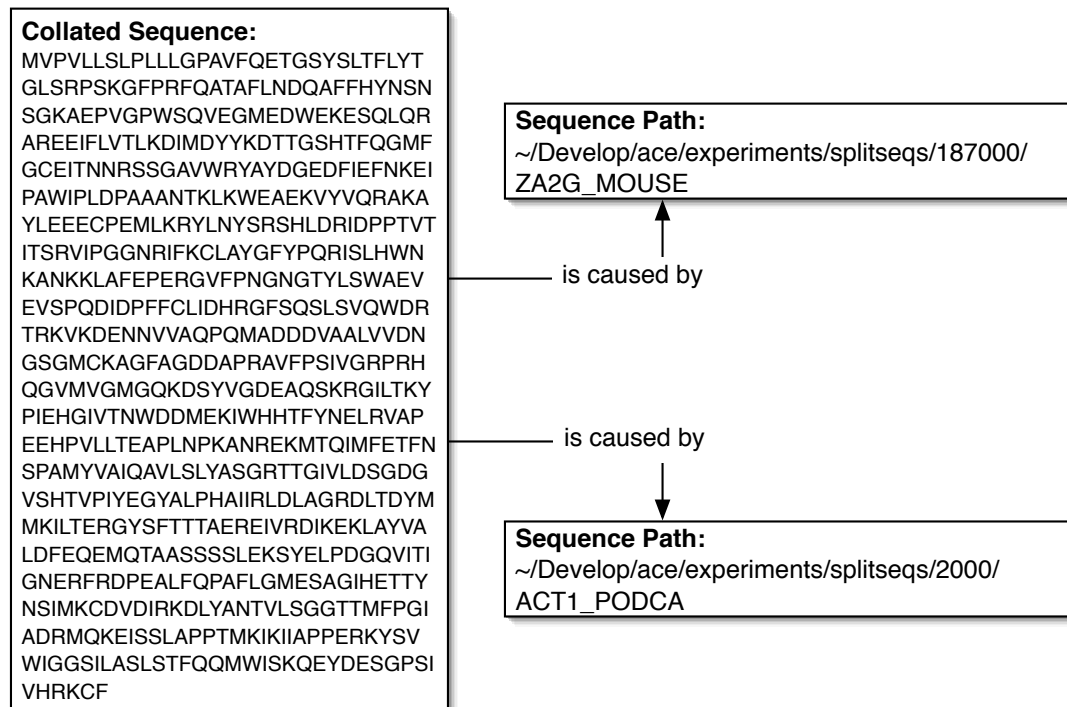 Collated Sequence:
MVPVLLSLPLLLGPAVFQETGSYSLTFLYT
GLSRPSKGFPRFQATAFLNDQAFFHYNSN
SGKAEPVGPWSQVEGMEDWEKESQLQR
AREEIFLVTLKDIMDYYKDTTGSHTFQGMF
GCEITNNRSSGAVWRYAYDGEDFIEFNKEI
PAWIPLDPAAANTKLKWEAEKVYVQRAKA
YLEEECPEMLKRYLNYSRSHLDRIDPPTVT
ITSRVIPGGNRIFKCLAYGFYPQRISLHWN
KANKKLAFEPERGVFPNGNGTYLSWAEV
EVSPQDIDPFFCLIDHRGFSQSLSVQWDR
TRKVKDENNVVAQPQMADDDVAALVVDN
GSGMCKAGFAGDDAPRAVFPSIVGRPRH
QGVMVGMGQKDSYVGDEAQSKRGILTKY
PIEHGIVTNWDDMEKIWHHTFYNELRVAP
EEHPVLLTEAPLNPKANREKMTQIMFETFN
SPAMYVAIQAVLSLYASGRTTGIVLDSGDG
VSHTVPIYEGYALPHAIIRLDLAGRDLTDYM
MKILTERGYSFTTTAEREIVRDIKEKLAYVA
LDFEQEMQTAASSSSLEKSYELPDGQVITI
GNERFRDPEALFQPAFLGMESAGIHETTY
NSIMKCDVDIRKDLYANTVLSGGTTMFPGI
ADRMQKEISSLAPPTMKIKIIAPPERKYSV
WIGGSILASLSTFQQMWISKQEYDESGPSI
VHRKCF
Sequence Path:
~/Develop/ace/experiments/splitseqs/187000/
ZA2G_MOUSE
is caused by
is caused by
Sequence Path:
~/Develop/ace/experiments/splitseqs/2000/
ACT1_PODCA